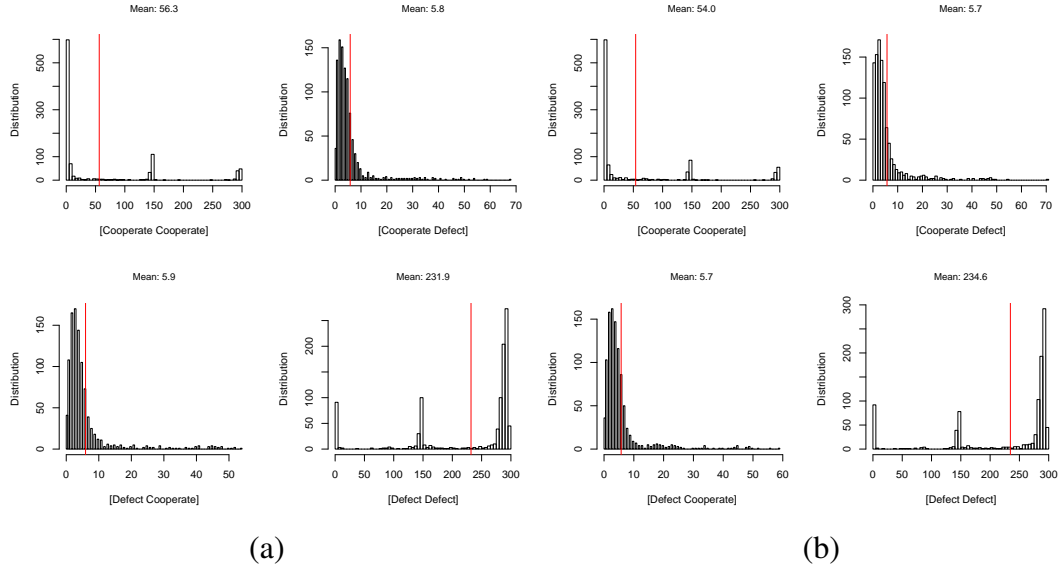 Mean: 56.3
Distribution
500
300
100
0
0 50 100 150 200 250 300
[Cooperate Cooperate]
Mean: 5.8
Distribution
150
100
50
0
0 10 20 30 40 50 60 70
[Cooperate Defect]
Mean: 54.0
Distribution
500
300
100
0
0 50 100 150 200 250 300
[Cooperate Cooperate]
Mean: 5.7
Distribution
150
100
50
0
0 10 20 30 40 50 60 70
[Cooperate Defect]
Mean: 5.9
Distribution
150
100
50
0
0 10 20 30 40 50
[Defect Cooperate]
Mean: 231.9
Distribution
200
100
50
0
0 50 100 150 200 250 300
[Defect Defect]
Mean: 5.7
Distribution
150
100
50
0
0 10 20 30 40 50 60
[Defect Cooperate]
Mean: 234.6
Distribution
300
200
100
50
0
0 50 100 150 200 250 300
[Defect Defect]
(a)
(b)